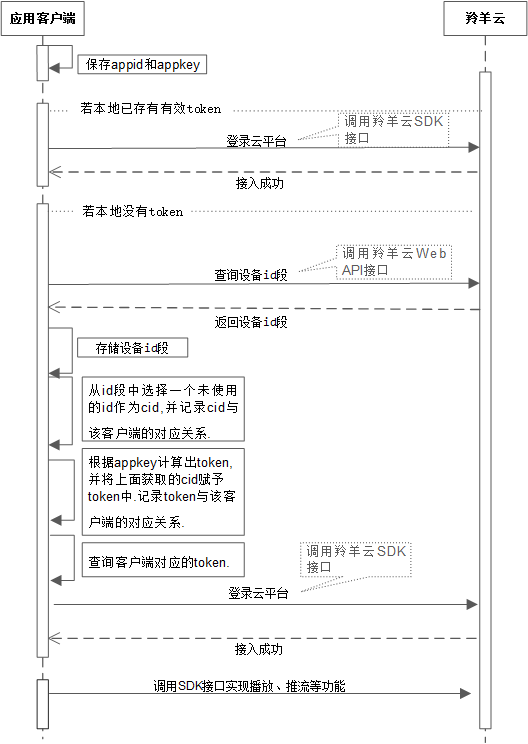 应用客户端
羚羊云
保存appid和appkey
若本地已存有有效token
调用羚羊云SDK
接口
登录云平台
接入成功
若本地没有token
调用羚羊云Web
API接口
查询设备id段
返回设备id段
存储设备id段
从id段中选择一个未使用
的id作为cid,并记录cid与
该客户端的对应关系.
根据appkey计算出token,
并将上面获取的cid赋予
token中.记录token与该客
户端的对应关系.
查询客户端对应的token.
调用羚羊云SDK
接口
登录云平台
接入成功
调用SDK接口实现播放、推流等功能